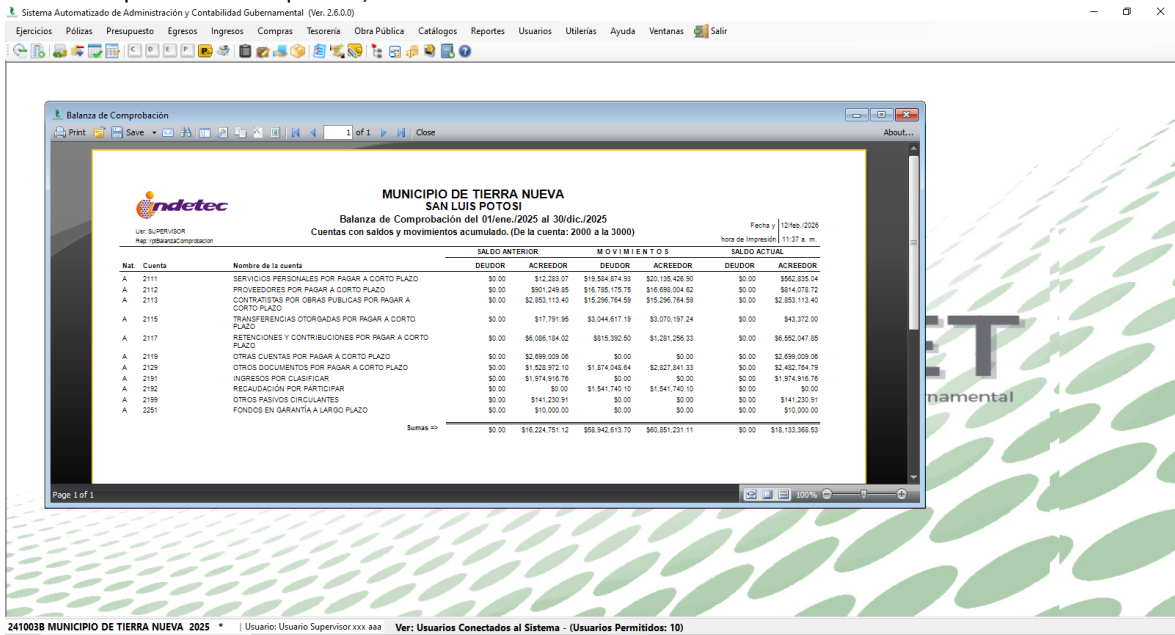 Sistema Automatizado de Administración y Contabilidad Gubernamental (Ver. 2.6.0.0)
Ejercicios Pólizas Presupuesto Egresos Ingresos Compras Tesorería Obra Pública Catálogos Reportes Usuarios Utilerías Ayuda Ventanas Salir
Balanza de Comprobación
Print Save 1 of 1 Close About...
indetec
MUNICIPIO DE TIERRA NUEVA
SAN LUIS POTOSI
Balanza de Comprobación del 01/ene./2025 al 30/dic./2025
Cuentas con saldos y movimientos acumulado. (De la cuenta: 2000 a la 3000)
Usr: SUPERVISOR
Rep: rptBalanzaComprobacion
Fecha y 12/feb./2026
hora de Impresión 11:37 a. m.
SALDO ANTERIOR M O V I M I E N T O S SALDO ACTUAL
Nat. Cuenta Nombre de la cuenta DEUDOR ACREEDOR DEUDOR ACREEDOR DEUDOR ACREEDOR
A 2111 SERVICIOS PERSONALES POR PAGAR A CORTO PLAZO $0.00 $12,283.07 $19,584,874.93 $20,135,426.90 $0.00 $562,835.04
A 2112 PROVEEDORES POR PAGAR A CORTO PLAZO $0.00 $901,249.85 $16,785,175.75 $16,698,004.62 $0.00 $814,078.72
A 2113 CONTRATISTAS POR OBRAS PUBLICAS POR PAGAR A $0.00 $2,853,113.40 $15,296,764.59 $15,296,764.59 $0.00 $2,853,113.40
CORTO PLAZO
A 2115 TRANSFERENCIAS OTORGADAS POR PAGAR A CORTO $0.00 $17,791.95 $3,044,617.19 $3,070,197.24 $0.00 $43,372.00
PLAZO
A 2117 RETENCIONES Y CONTRIBUCIONES POR PAGAR A CORTO $0.00 $6,086,184.02 $815,392.50 $1,281,256.33 $0.00 $6,552,047.85
PLAZO
A 2119 OTRAS CUENTAS POR PAGAR A CORTO PLAZO $0.00 $2,699,009.06 $0.00 $0.00 $0.00 $2,699,009.06
A 2129 OTROS DOCUMENTOS POR PAGAR A CORTO PLAZO $0.00 $1,528,972.10 $1,874,048.64 $2,827,841.33 $0.00 $2,482,764.79
A 2191 INGRESOS POR CLASIFICAR $0.00 $1,974,916.76 $0.00 $0.00 $0.00 $1,974,916.76
A 2192 RECAUDACIÓN POR PARTICIPAR $0.00 $0.00 $1,541,740.10 $1,541,740.10 $0.00 $0.00
A 2199 OTROS PASIVOS CIRCULANTES $0.00 $141,230.91 $0.00 $0.00 $0.00 $141,230.91
A 2251 FONDOS EN GARANTÍA A LARGO PLAZO $0.00 $10,000.00 $0.00 $0.00 $0.00 $10,000.00
Sumas => $0.00 $16,224,751.12 $58,942,613.70 $60,851,231.11 $0.00 $18,133,368.53
ET
namental
Page 1 of 1 100%
241003B MUNICIPIO DE TIERRA NUEVA 2025 * Usuario: Usuario Supervisor xxx aaa Ver: Usuarios Conectados al Sistema - (Usuarios Permitidos: 10)